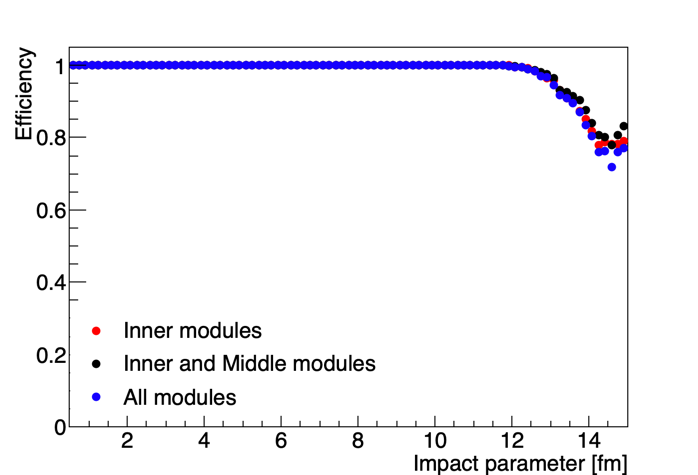 Efficiency
1
0.8
0.6
0.4
0.2
0
Inner modules
Inner and Middle modules
All modules
2 4 6 8 10 12 14
Impact parameter [fm]